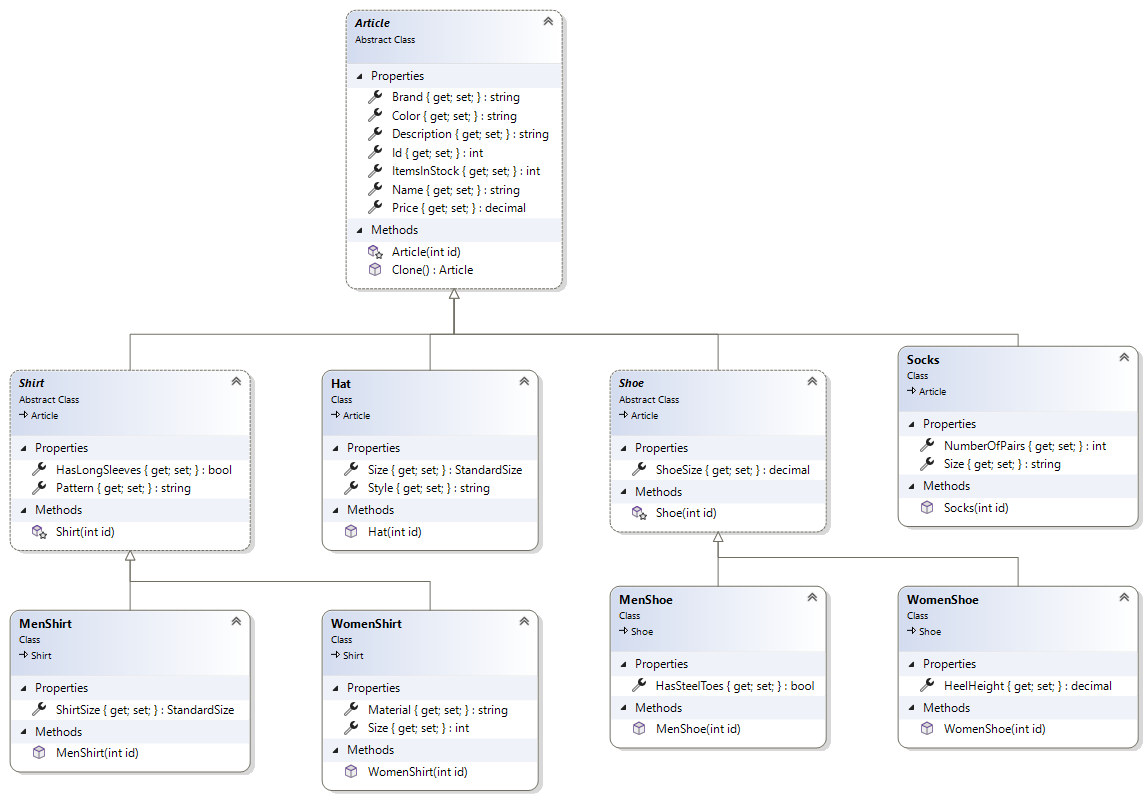 Article
Abstract Class
Properties
Brand { get; set; } : string
Color { get; set; } : string
Description { get; set; } : string
Id { get; set; } : int
ItemsInStock { get; set; } : int
Name { get; set; } : string
Price { get; set; } : decimal
Methods
Article(int id)
Clone() : Article
Shirt
Abstract Class
Article
Properties
HasLongSleeves { get; set; } : bool
Pattern { get; set; } : string
Methods
Shirt(int id)
Hat
Class
Article
Properties
Size { get; set; } : StandardSize
Style { get; set; } : string
Methods
Hat(int id)
Shoe
Abstract Class
Article
Properties
ShoeSize { get; set; } : decimal
Methods
Shoe(int id)
Socks
Class
Article
Properties
NumberOfPairs { get; set; } : int
Size { get; set; } : string
Methods
Socks(int id)
MenShirt
Class
Shirt
Properties
ShirtSize { get; set; } : StandardSize
Methods
MenShirt(int id)
WomenShirt
Class
Shirt
Properties
Material { get; set; } : string
Size { get; set; } : int
Methods
WomenShirt(int id)
MenShoe
Class
Shoe
Properties
HasSteelToes { get; set; } : bool
Methods
MenShoe(int id)
WomenShoe
Class
Shoe
Properties
HeelHeight { get; set; } : decimal
Methods
WomenShoe(int id)